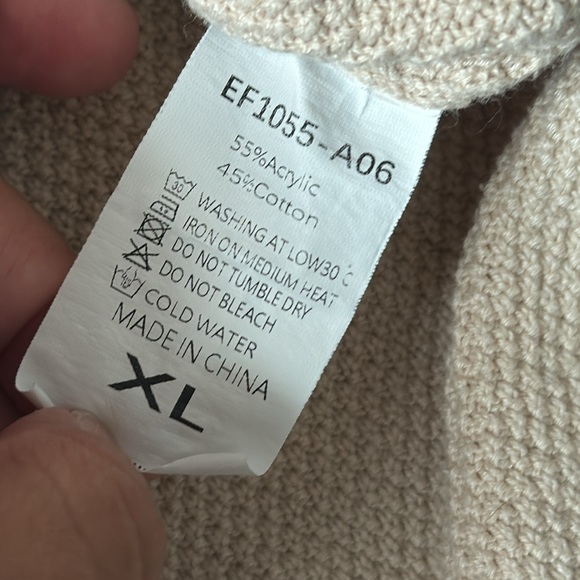 EF1055-A06
55%Acrylic
45%Cotton
30 WASHING AT LOW30℃
IRON ON MEDIUM HEAT
DO NOT TUMBLE DRY
DO NOT BLEACH
COLD WATER
MADE IN CHINA
XL